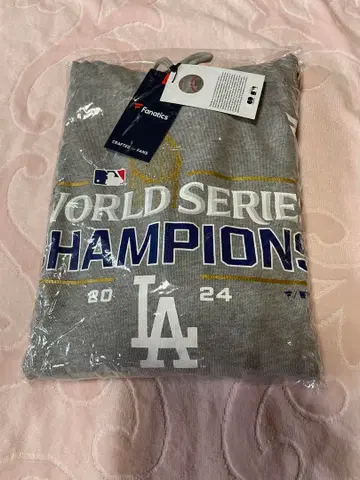 Fanatics
CRAFTED FOR FANS
WORLD SERIES
CHAMPIONS
20 24
LA